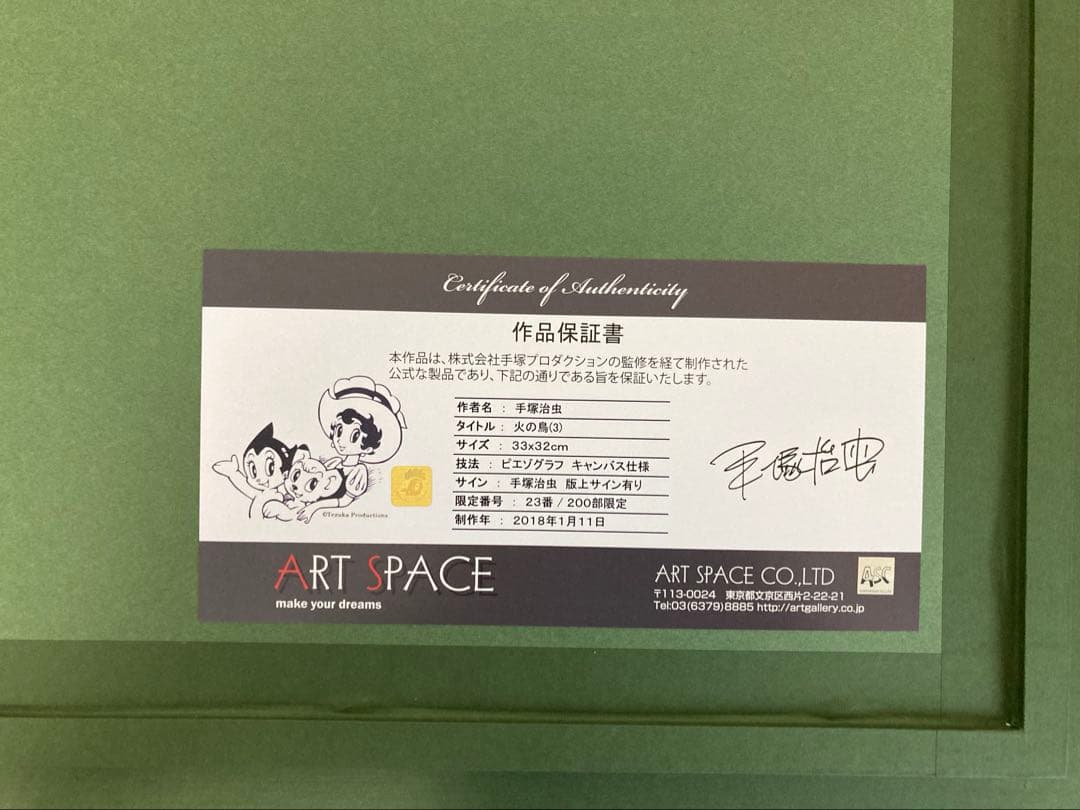 Certificate of Authenticity
作品保証書
本作品は、株式会社手塚プロダクションの監修を経て制作された
公式な製品であり、下記の通りである旨を保証いたします。
作者名 : 手塚治虫
タイトル : 火の鳥(3)
サイズ : 33x32cm
技法 : ピエゾグラフ キャンバス仕様
サイン : 手塚治虫 版上サイン有り
限定番号 : 23番 / 200部限定
制作年 : 2018年1月11日
©Tezuka Productions
手塚治虫
ART SPACE
make your dreams
ART SPACE CO.,LTD
ASC
〒113-0024 東京都文京区西片2-22-21
Tel:03(6379)8885 http://artgallery.co.jp